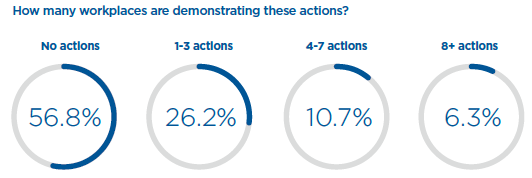 How many workplaces are demonstrating these actions?
No actions
1-3 actions
4-7 actions
8+ actions
56.8%
26.2%
10.7%
6.3%